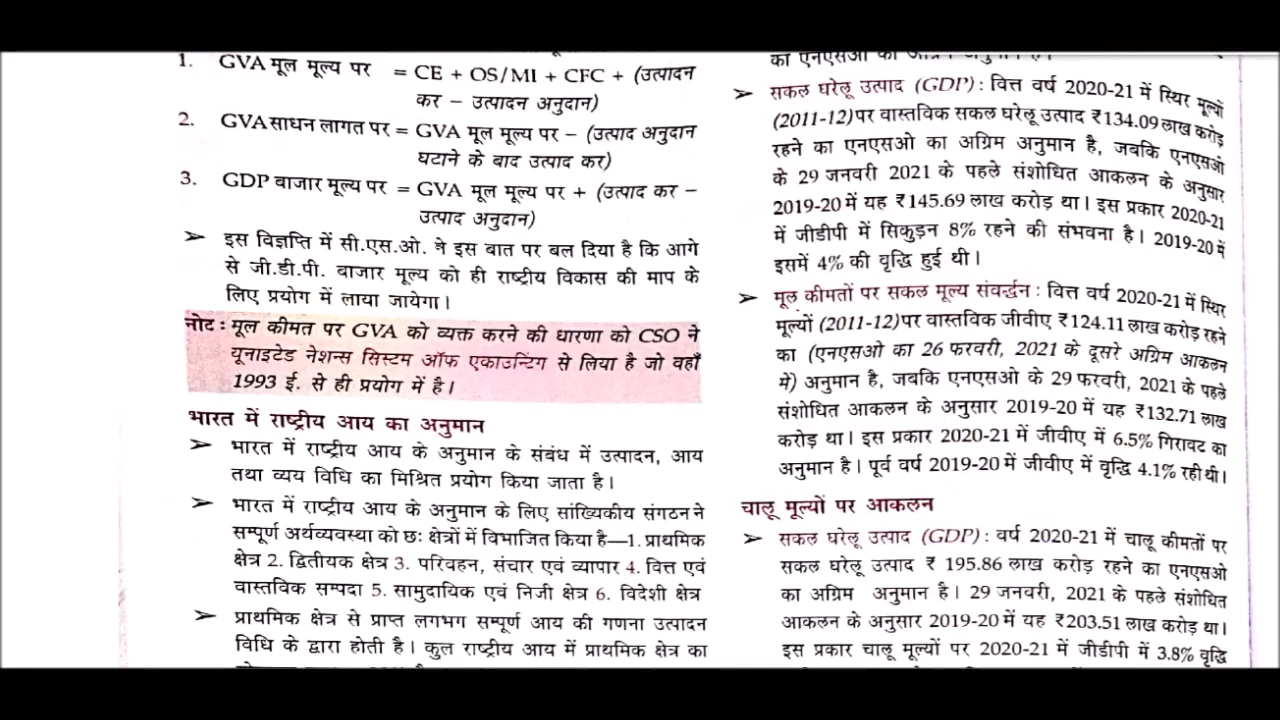 1. GVA मूल मूल्य पर = CE + OS/MI + CFC + (उत्पादन
कर – उत्पादन अनुदान)
2. GVA साधन लागत पर = GVA मूल मूल्य पर – (उत्पाद अनुदान
घटाने के बाद उत्पाद कर)
3. GDP बाजार मूल्य पर = GVA मूल मूल्य पर + (उत्पाद कर –
उत्पाद अनुदान)
➢ इस विज्ञप्ति में सी.एस.ओ. ने इस बात पर बल दिया है कि आगे
से जी.डी.पी. बाजार मूल्य को ही राष्ट्रीय विकास की माप के
लिए प्रयोग में लाया जायेगा।
नोट : मूल कीमत पर GVA को व्यक्त करने की धारणा को CSO ने
यूनाइटेड नेशन्स सिस्टम ऑफ एकाउन्टिंग से लिया है जो वहाँ
1993 ई. से ही प्रयोग में है।
भारत में राष्ट्रीय आय का अनुमान
➢ भारत में राष्ट्रीय आय के अनुमान के संबंध में उत्पादन, आय
तथा व्यय विधि का मिश्रित प्रयोग किया जाता है।
➢ भारत में राष्ट्रीय आय के अनुमान के लिए सांख्यिकीय संगठन ने
सम्पूर्ण अर्थव्यवस्था को छः क्षेत्रों में विभाजित किया है—1. प्राथमिक
क्षेत्र 2. द्वितीयक क्षेत्र 3. परिवहन, संचार एवं व्यापार 4. वित्त एवं
वास्तविक सम्पदा 5. सामुदायिक एवं निजी क्षेत्र 6. विदेशी क्षेत्र
➢ प्राथमिक क्षेत्र से प्राप्त लगभग सम्पूर्ण आय की गणना उत्पादन
विधि के द्वारा होती है। कुल राष्ट्रीय आय में प्राथमिक क्षेत्र का
➢ सकल घरेलू उत्पाद (GDP) : वित्त वर्ष 2020-21 में स्थिर मूल्यों
(2011-12) पर वास्तविक सकल घरेलू उत्पाद ₹134.09 लाख करोड़
रहने का एनएसओ का अग्रिम अनुमान है, जबकि एनएसओ
के 29 जनवरी 2021 के पहले संशोधित आकलन के अनुसार
2019-20 में यह ₹145.69 लाख करोड़ था। इस प्रकार 2020-21
में जीडीपी में सिकुड़न 8% रहने की संभवना है। 2019-20 में
इसमें 4% की वृद्धि हुई थी।
➢ मूल कीमतों पर सकल मूल्य संवर्द्धन : वित्त वर्ष 2020-21 में स्थिर
मूल्यों (2011-12) पर वास्तविक जीवीए ₹124.11 लाख करोड़ रहने
का (एनएसओ का 26 फरवरी, 2021 के दूसरे अग्रिम आकलन
में) अनुमान है, जबकि एनएसओ के 29 फरवरी, 2021 के पहले
संशोधित आकलन के अनुसार 2019-20 में यह ₹132.71 लाख
करोड़ था। इस प्रकार 2020-21 में जीवीए में 6.5% गिरावट का
अनुमान है। पूर्व वर्ष 2019-20 में जीवीए में वृद्धि 4.1% रही थी।
चालू मूल्यों पर आकलन
➢ सकल घरेलू उत्पाद (GDP) : वर्ष 2020-21 में चालू कीमतों पर
सकल घरेलू उत्पाद ₹ 195.86 लाख करोड़ रहने का एनएसओ
का अग्रिम अनुमान है। 29 जनवरी, 2021 के पहले संशोधित
आकलन के अनुसार 2019-20 में यह ₹203.51 लाख करोड़ था।
इस प्रकार चालू मूल्यों पर 2020-21 में जीडीपी में 3.8% वृद्धि